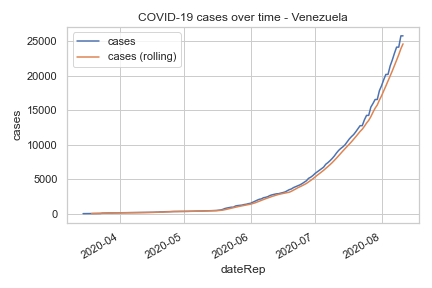 COVID-19 cases over time - Venezuela
cases
cases (rolling)
cases
25000
20000
15000
10000
5000
0
2020-04
2020-05
2020-06
2020-07
2020-08
dateRep